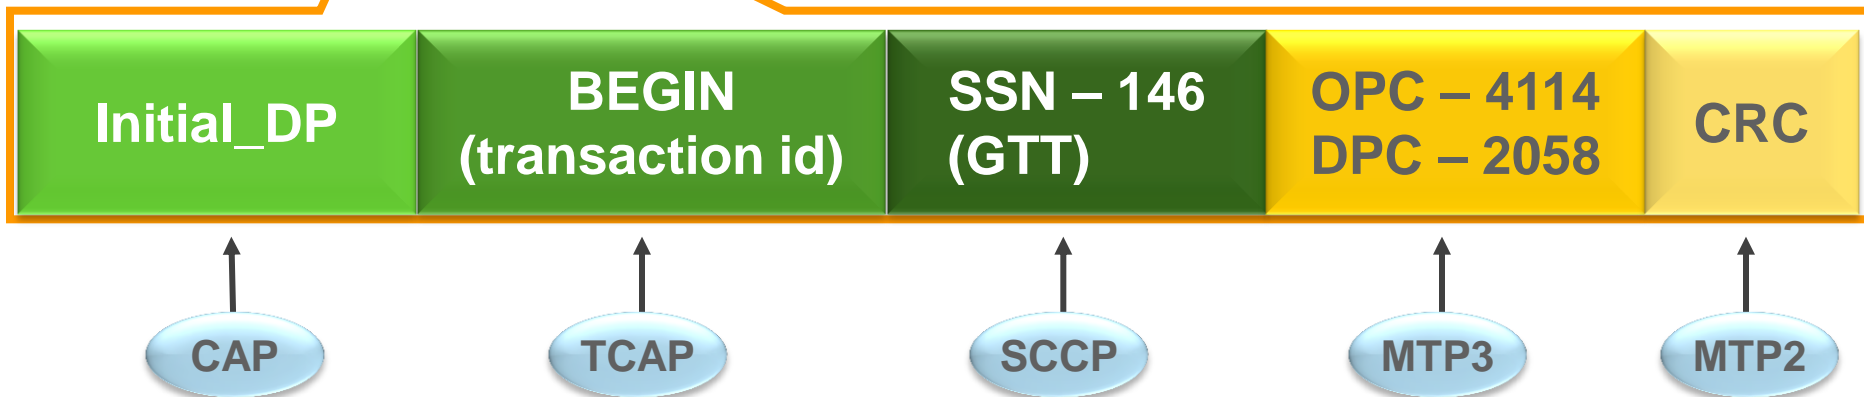 Initial_DP
BEGIN
(transaction id)
SSN – 146
(GTT)
OPC – 4114
DPC – 2058
CRC
CAP
TCAP
SCCP
MTP3
MTP2